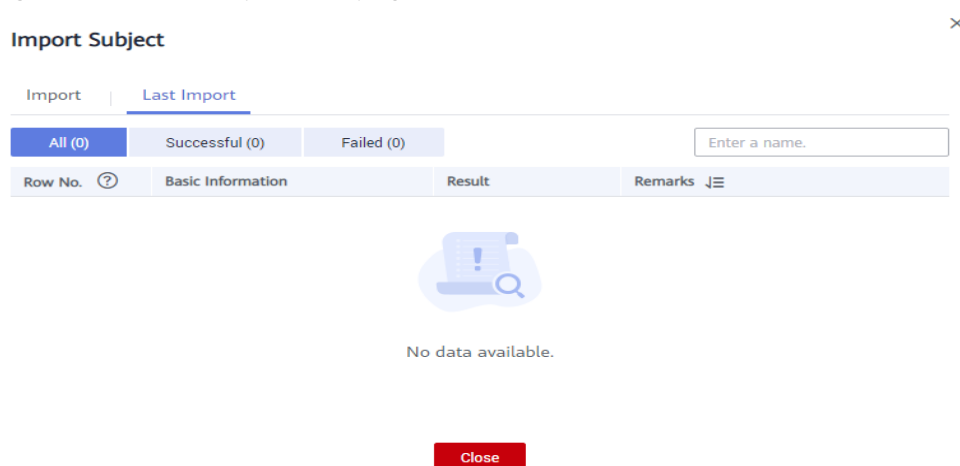 Import Subject
Import Last Import
All (0) Successful (0) Failed (0) Enter a name.
Row No. Basic Information Result Remarks
No data available.
Close